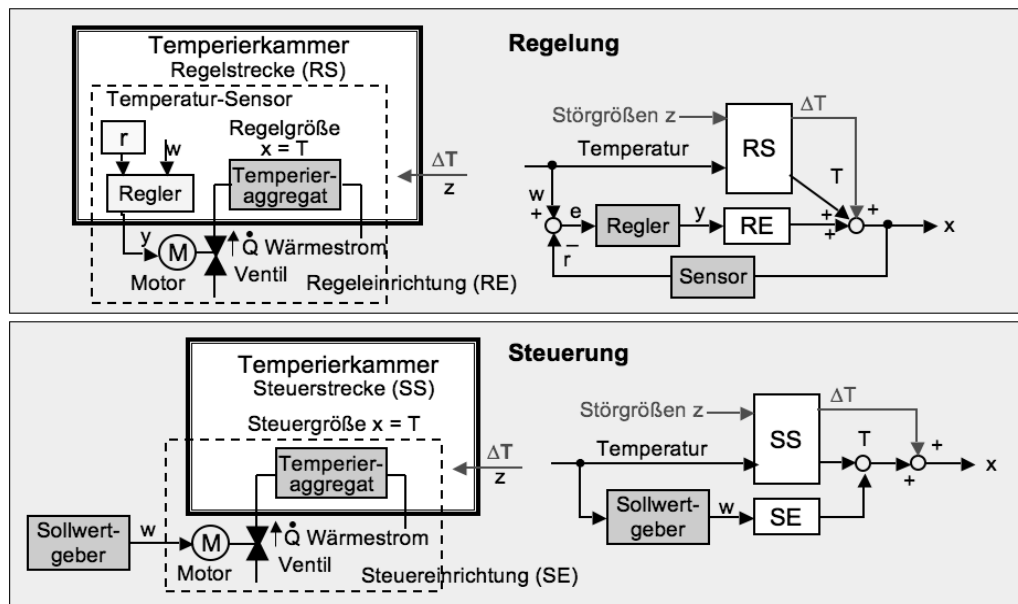 Temperierkammer
Regelstrecke (RS)
Temperatur-Sensor
r
w
Regler
Regelgröße
x = T
Temperier-
aggregat
ΔT
z
y
M
Motor
Q̇ Wärmestrom
Ventil
Regeleinrichtung (RE)
Regelung
Störgrößen z
ΔT
Temperatur
RS
T
w
+
e
Regler
y
RE
+
+
+
x
–
r
Sensor
Temperierkammer
Steuerstrecke (SS)
Steuergröße x = T
Temperier-
aggregat
ΔT
z
Sollwert-
geber
w
M
Motor
Q̇ Wärmestrom
Ventil
Steuereinrichtung (SE)
Steuerung
Störgrößen z
ΔT
Temperatur
SS
T
+
+
x
Sollwert-
geber
w
SE